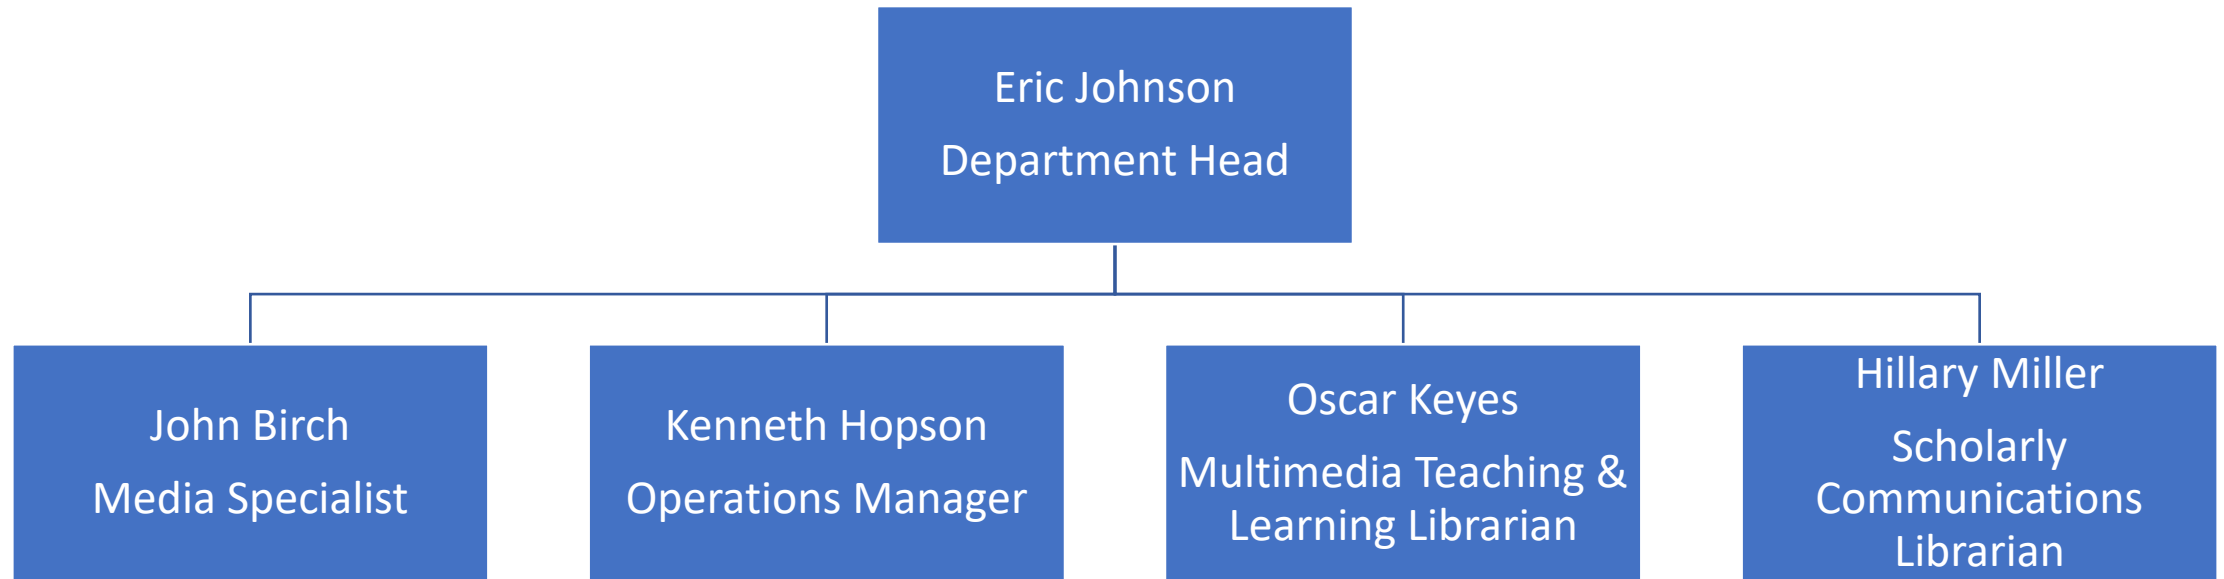 Eric Johnson
Department Head
John Birch
Media Specialist
Kenneth Hopson
Operations Manager
Oscar Keyes
Multimedia Teaching &
Learning Librarian
Hillary Miller
Scholarly
Communications
Librarian